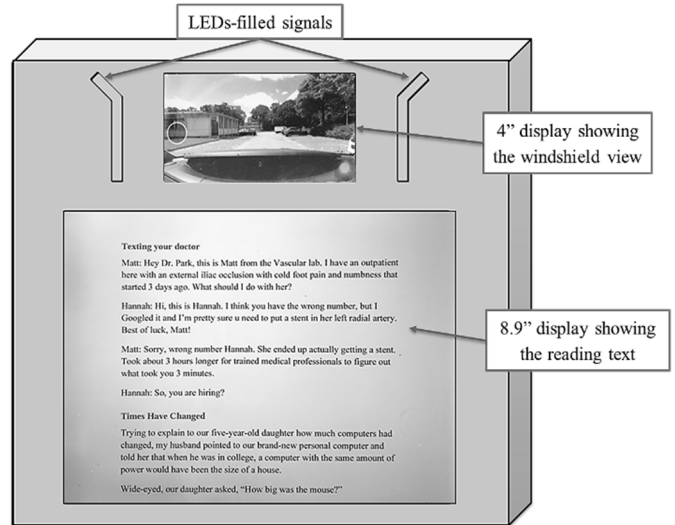 LEDs-filled signals
4” display showing
the windshield view
Texting your doctor
Matt: Hey Dr. Park, this is Matt from the Vascular lab. I have an outpatient
here with an external iliac occlusion with cold foot pain and numbness that
started 3 days ago. What should I do with her?
Hannah: Hi, this is Hannah. I think you have the wrong number, but I
Googled it and I’m pretty sure u need to put a stent in her left radial artery.
Best of luck, Matt!
Matt: Sorry, wrong number Hannah. She ended up actually getting a stent.
Took about 3 hours longer for trained medical professionals to figure out
what took you 3 minutes.
Hannah: So, you are hiring?
8.9” display showing
the reading text
Times Have Changed
Trying to explain to our five-year-old daughter how much computers had
changed, my husband pointed to our brand-new personal computer and
told her that when he was in college, a computer with the same amount of
power would have been the size of a house.
Wide-eyed, our daughter asked, “How big was the mouse?”